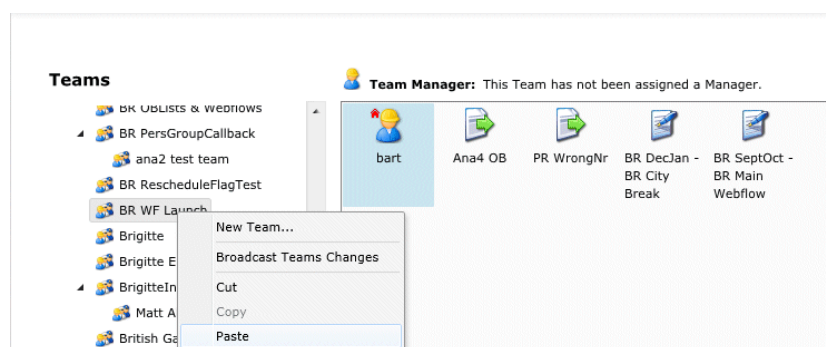 Teams
Team Manager: This Team has not been assigned a Manager.
BR OBLists & Webflows
BR PersGroupCallback
ana2 test team
BR RescheduleFlagTest
BR WF Launch
Brigitte
Brigitte E
BrigitteIn
Matt A
British Ga
New Team...
Broadcast Teams Changes
Cut
Copy
Paste
bart
Ana4 OB
PR WrongNr
BR DecJan -
BR City
Break
BR SeptOct -
BR Main
Webflow